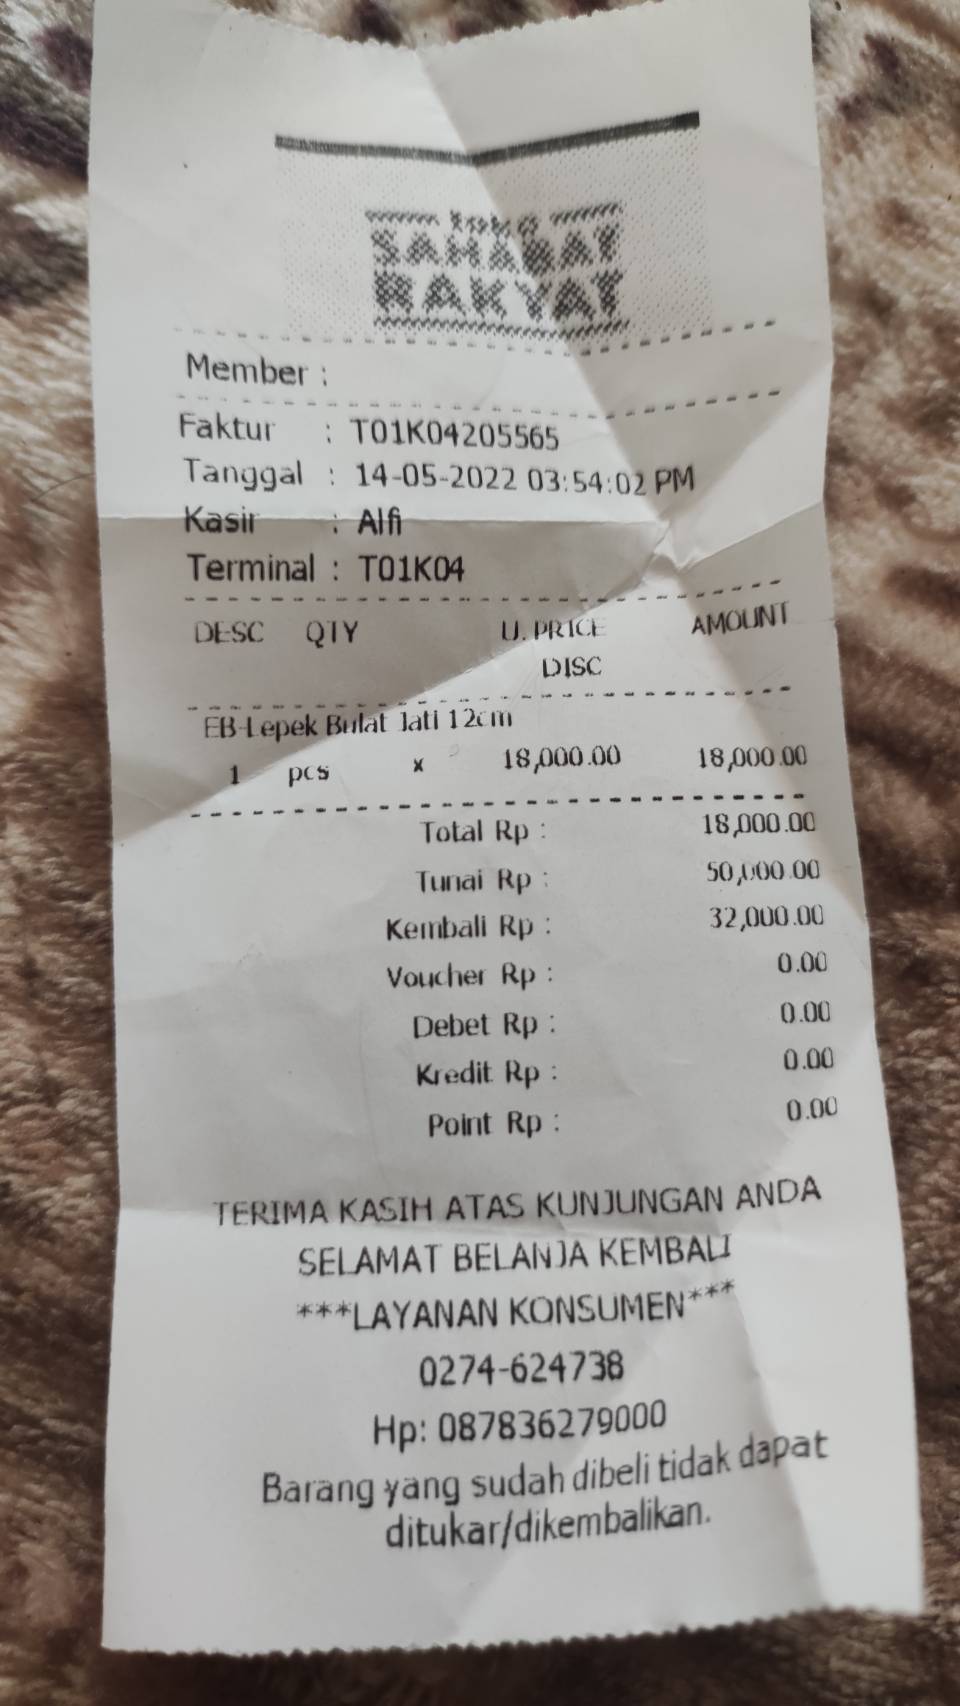 toko
SAHABAT
RAKYAT
Member :
Faktur : T01K04205565
Tanggal : 14-05-2022 03:54:02 PM
Kasir : Alfi
Terminal : T01K04
DESC QTY U. PRICE AMOUNT
DISC
EB-Lepek Bulat Jati 12cm
1 pcs x 18,000.00 18,000.00
Total Rp : 18,000.00
Tunai Rp : 50,000.00
Kembali Rp : 32,000.00
Voucher Rp : 0.00
Debet Rp : 0.00
Kredit Rp : 0.00
Point Rp : 0.00
TERIMA KASIH ATAS KUNJUNGAN ANDA
SELAMAT BELANJA KEMBALI
***LAYANAN KONSUMEN***
0274-624738
Hp: 087836279000
Barang yang sudah dibeli tidak dapat
ditukar/dikembalikan.